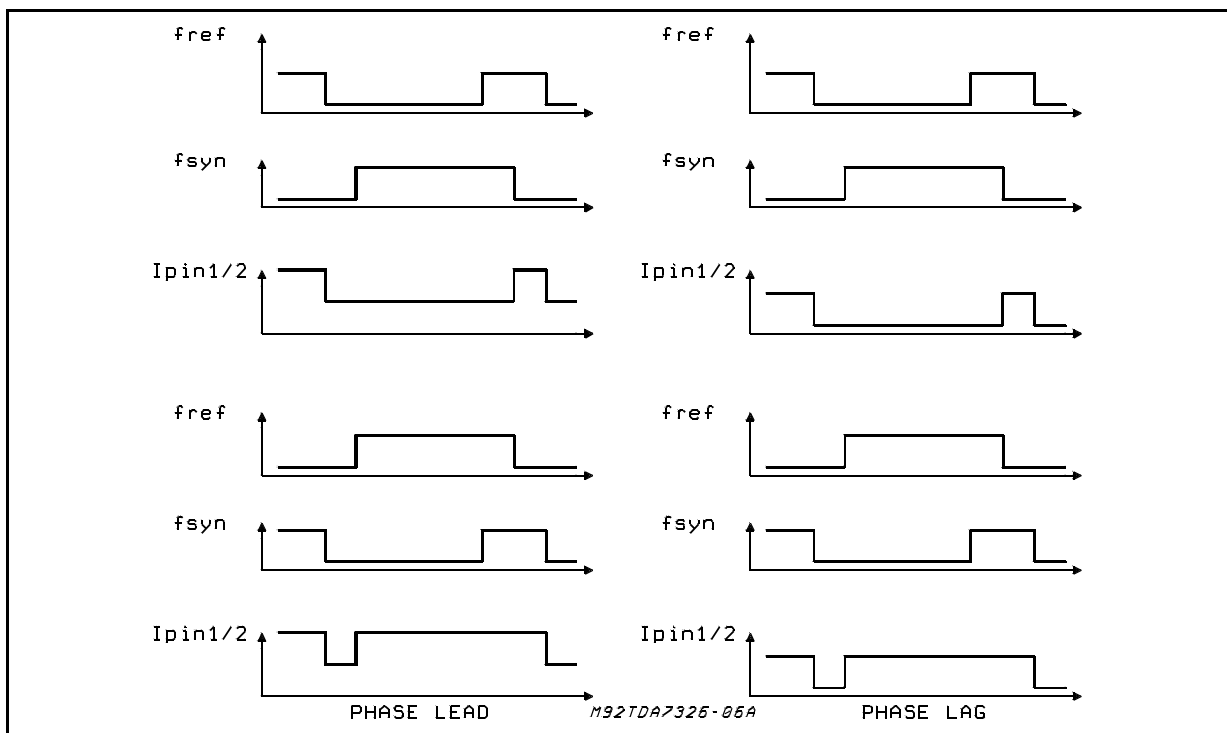 fref fref
fsyn fsyn
Ipin1/2 Ipin1/2
fref fref
fsyn fsyn
Ipin1/2 Ipin1/2
PHASE LEAD M92TDA7326-06A PHASE LAG